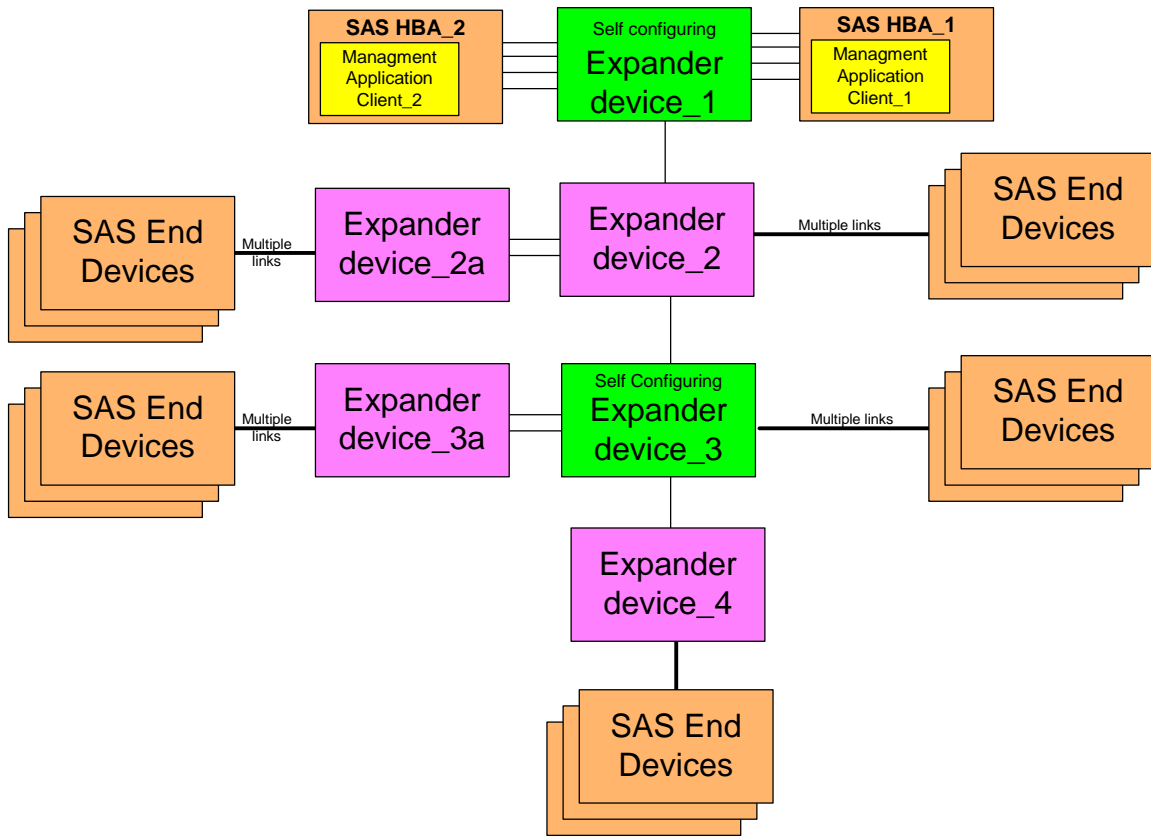 SAS HBA_2
Managment
Application
Client_2
Self configuring
Expander
device_1
SAS HBA_1
Managment
Application
Client_1
SAS End
Devices
Multiple
links
Expander
device_2a
Expander
device_2
Multiple links
SAS End
Devices
SAS End
Devices
Multiple
links
Expander
device_3a
Self Configuring
Expander
device_3
Multiple links
SAS End
Devices
Expander
device_4
SAS End
Devices